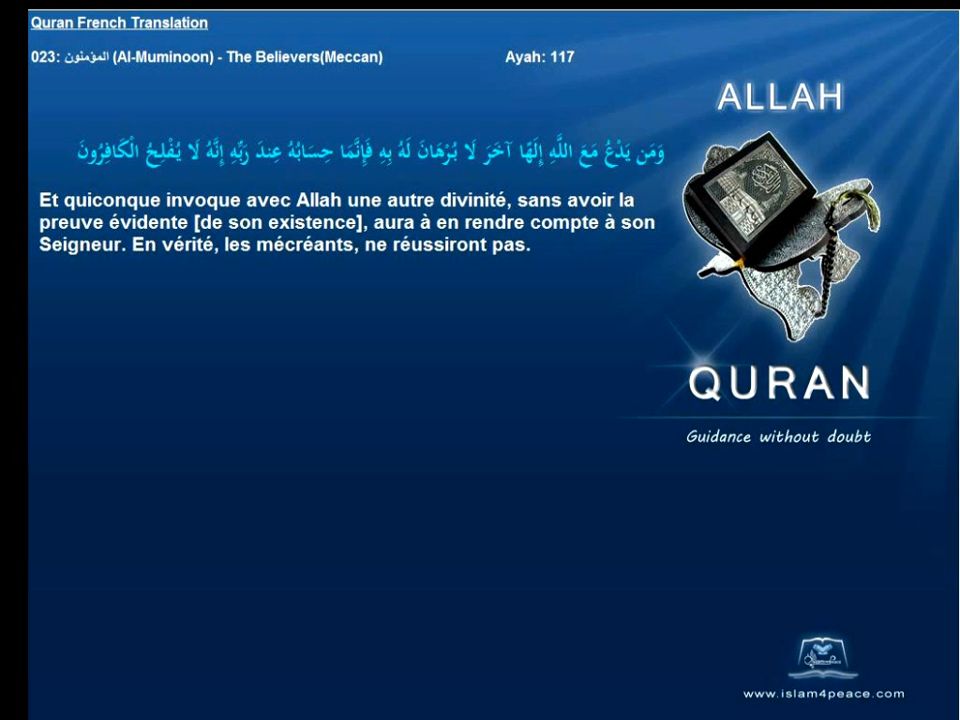 Quran French Translation
023: المؤمنون (Al-Muminoon) - The Believers(Meccan) Ayah: 117
ALLAH
وَمَن يَدْعُ مَعَ اللَّهِ إِلَهًا آخَرَ لَا بُرْهَانَ لَهُ بِهِ فَإِنَّمَا حِسَابُهُ عِندَ رَبِّهِ إِنَّهُ لَا يُفْلِحُ الْكَافِرُونَ
Et quiconque invoque avec Allah une autre divinité, sans avoir la
preuve évidente [de son existence], aura à en rendre compte à son
Seigneur. En vérité, les mécréants, ne réussiront pas.
QURAN
Guidance without doubt
www.islam4peace.com